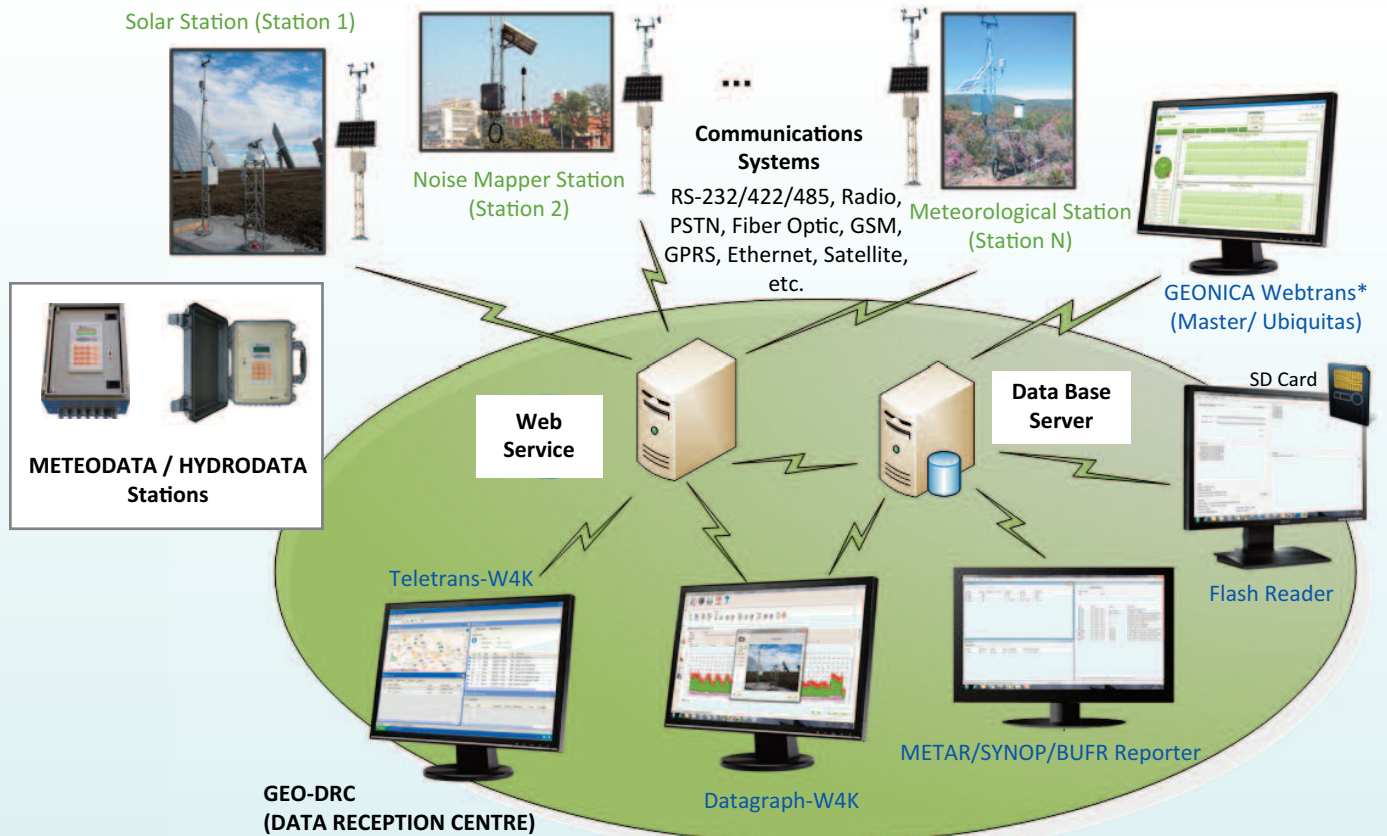 Solar Station (Station 1)
Noise Mapper Station
(Station 2)
...
Communications
Systems
RS-232/422/485, Radio,
PSTN, Fiber Optic, GSM,
GPRS, Ethernet, Satellite,
etc.
Meteorological Station
(Station N)
GEONICA Webtrans*
(Master/ Ubiquitas)
METEODATA / HYDRODATA
Stations
Web
Service
Data Base
Server
SD Card
Flash Reader
Teletrans-W4K
Datagraph-W4K
METAR/SYNOP/BUFR Reporter
GEO-DRC
(DATA RECEPTION CENTRE)